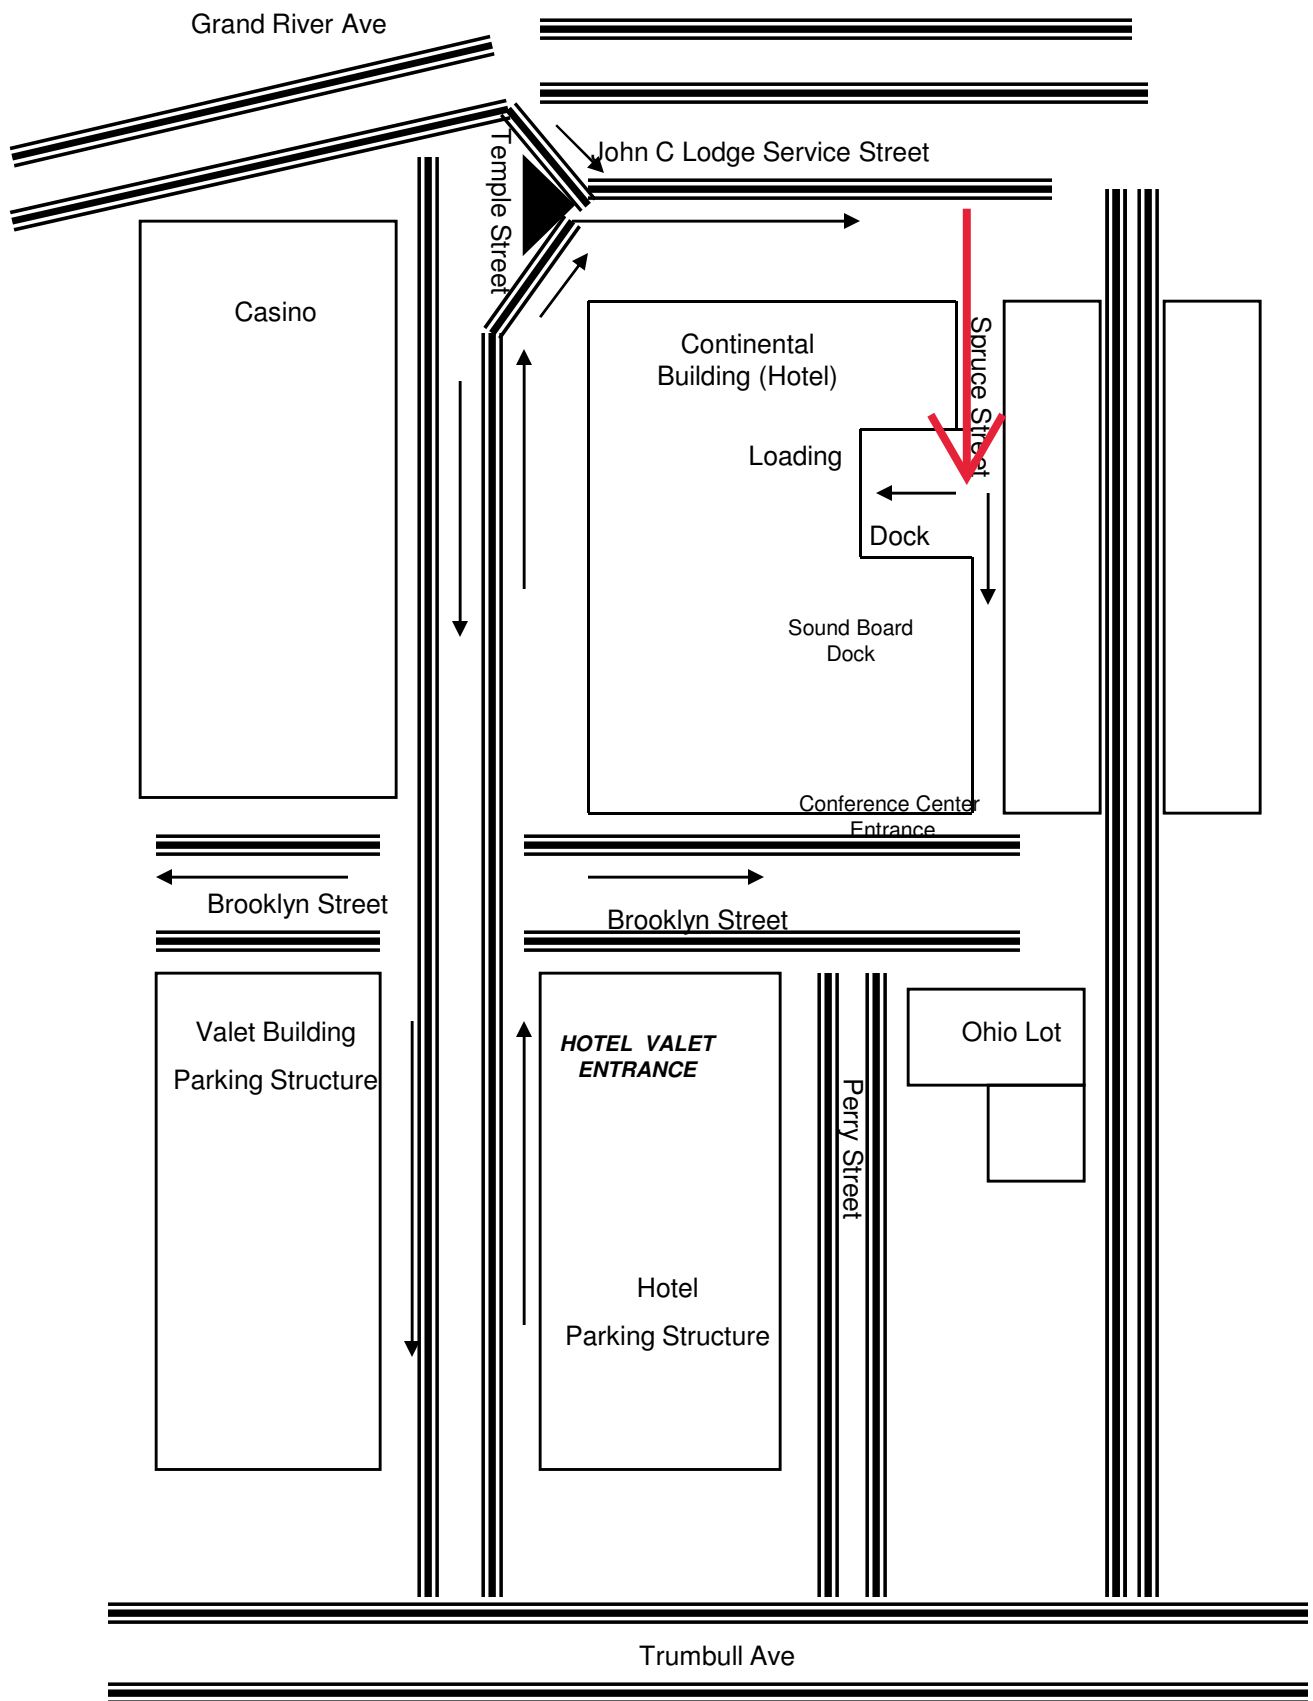 Grand River Ave
John C Lodge Service Street
Temple Street
Casino
Continental
Building (Hotel)
Spruce Street
Loading
Dock
Sound Board
Dock
Conference Center
Entrance
Brooklyn Street
Brooklyn Street
Valet Building
Parking Structure
HOTEL VALET
ENTRANCE
Ohio Lot
Perry Street
Hotel
Parking Structure
Trumbull Ave